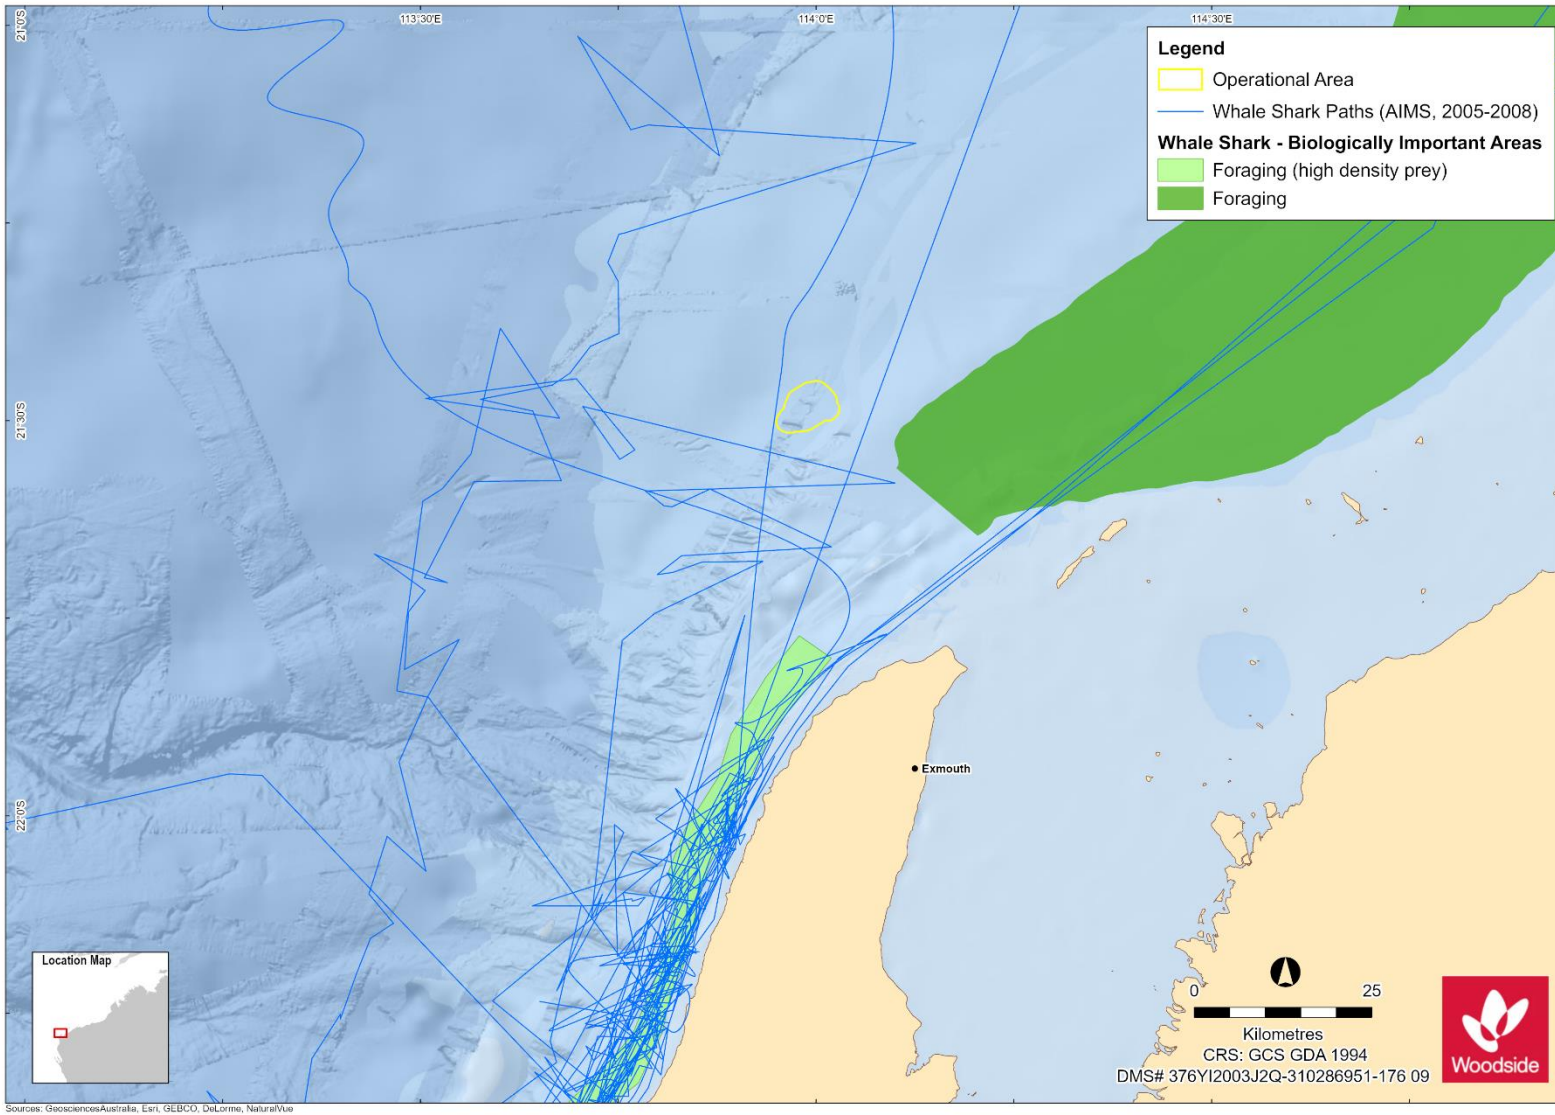 113°30'E
114°0'E
114°30'E
21°0'S
21°30'S
22°0'S
Legend
Operational Area
Whale Shark Paths (AIMS, 2005-2008)
Whale Shark - Biologically Important Areas
Foraging (high density prey)
Foraging
Exmouth
Location Map
0 25
Kilometres
CRS: GCS GDA 1994
DMS# 376YI2003J2Q-310286951-176 09
Woodside
Sources: GeosciencesAustralia, Esri, GEBCO, DeLorme, NaturalVue